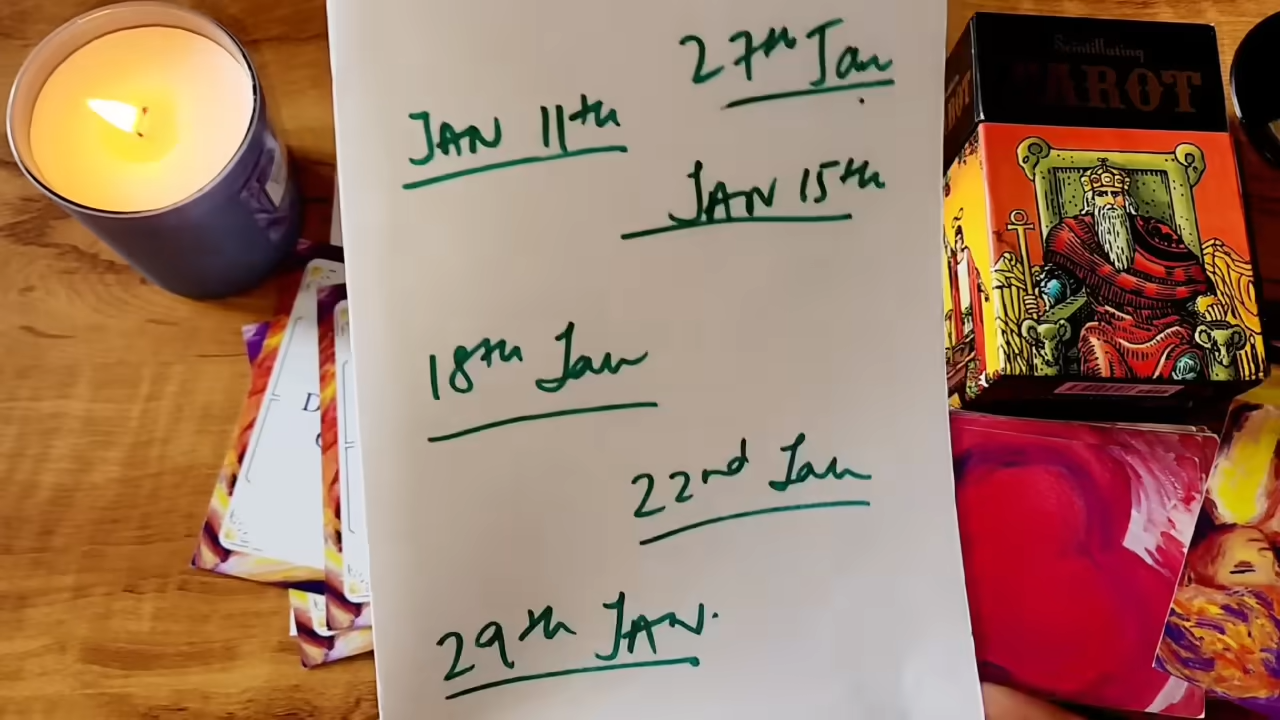 27th Jan
JAN 11th
JAN 15th
18th Jan
22nd Jan
29th JAN.
Scintillating
TAROT